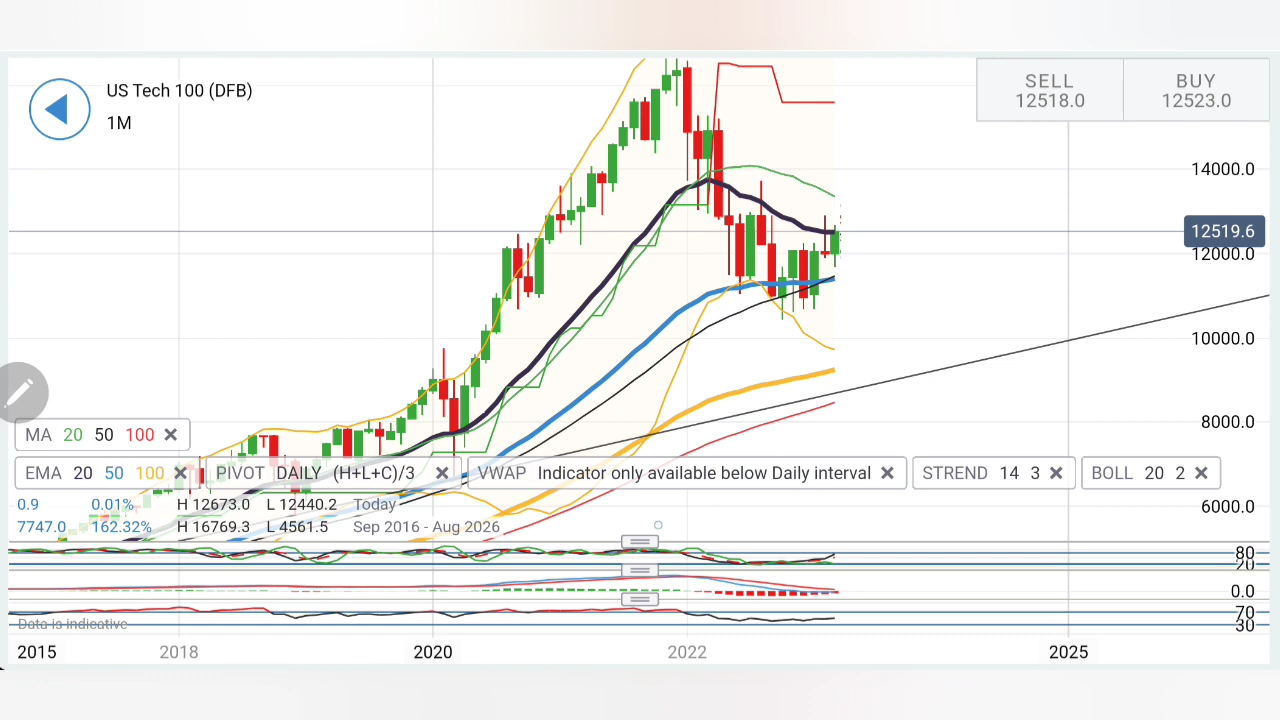 US Tech 100 (DFB)
1M
SELL
12518.0
BUY
12523.0
14000.0
12519.6
12000.0
10000.0
8000.0
6000.0
MA 20 50 100
EMA 20 50 100
PIVOT DAILY (H+L+C)/3
VWAP Indicator only available below Daily interval
STREND 14 3
BOLL 20 2
0.9 0.01% H 12673.0 L 12440.2 Today
7747.0 162.32% H 16769.3 L 4561.5 Sep 2016 - Aug 2026
80
20
0.0
70
30
Data is indicative
2015 2018 2020 2022 2025